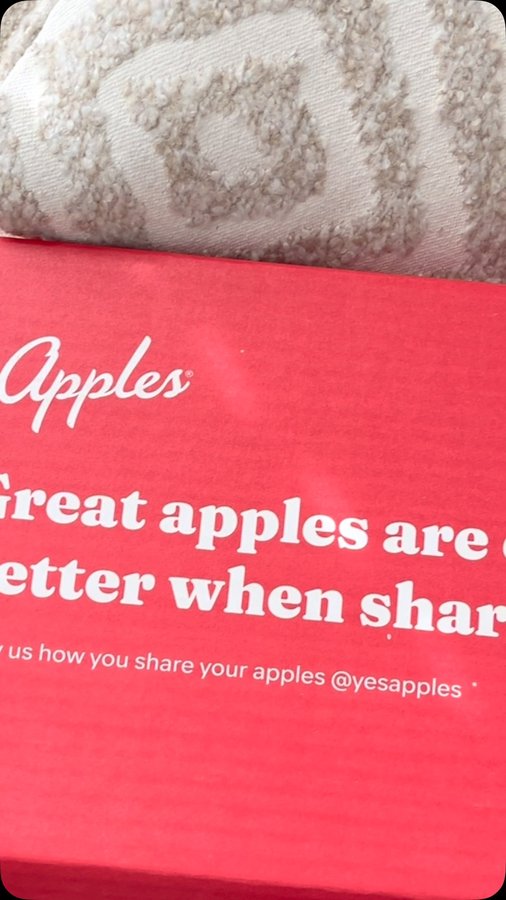 Apples®
Great apples are
etter when shar
us how you share your apples @yesapples